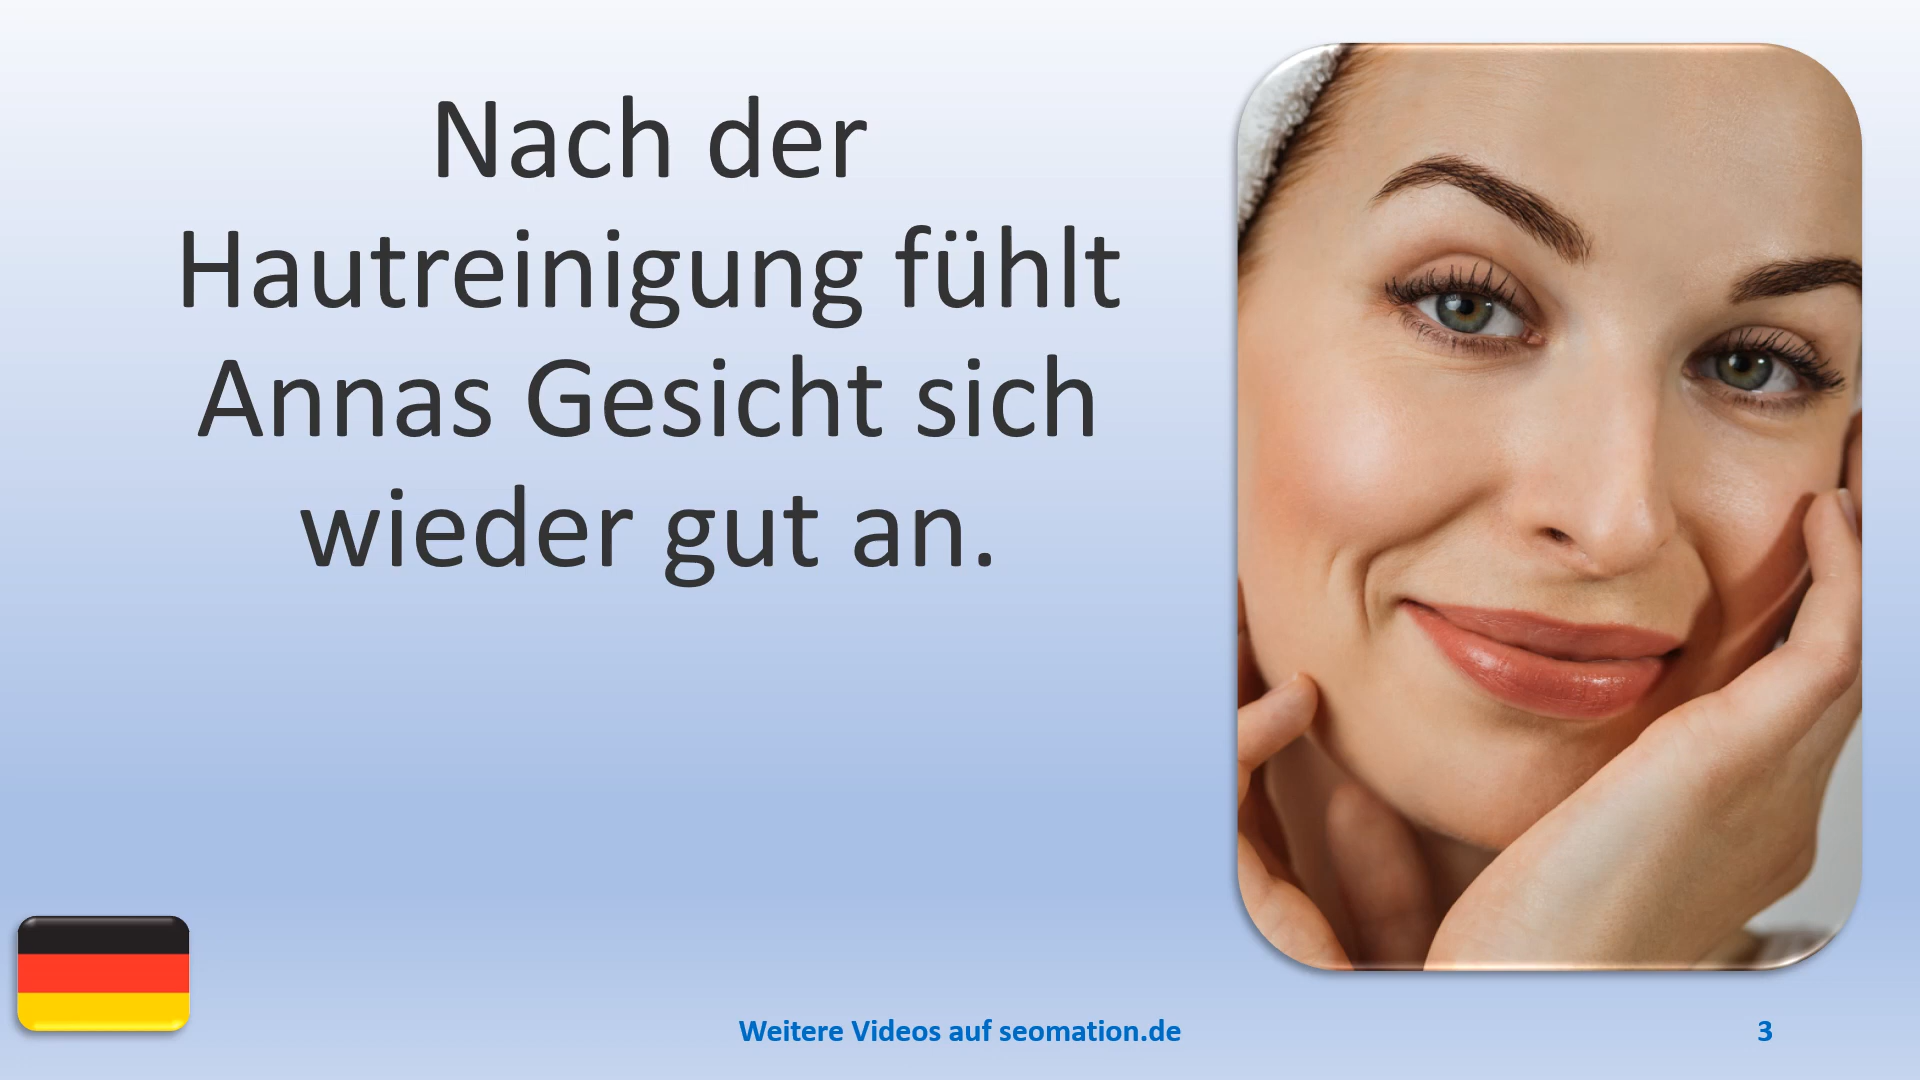 Nach der
Hautreinigung fühlt
Annas Gesicht sich
wieder gut an.
Weitere Videos auf seomation.de
3